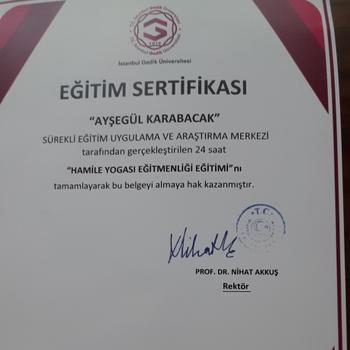 İstanbul Gedik Üniversitesi
EĞİTİM SERTİFİKASI
"AYŞEGÜL KARABACAK"
SÜREKLİ EĞİTİM UYGULAMA VE ARAŞTIRMA MERKEZİ
tarafından gerçekleştirilen 24 saat
"HAMİLE YOGASI EĞİTMENLİĞİ EĞİTİMİ"nı
tamamlayarak bu belgeyi almaya hak kazanmıştır.
T.C.
PROF. DR. NİHAT AKKUŞ
Rektör